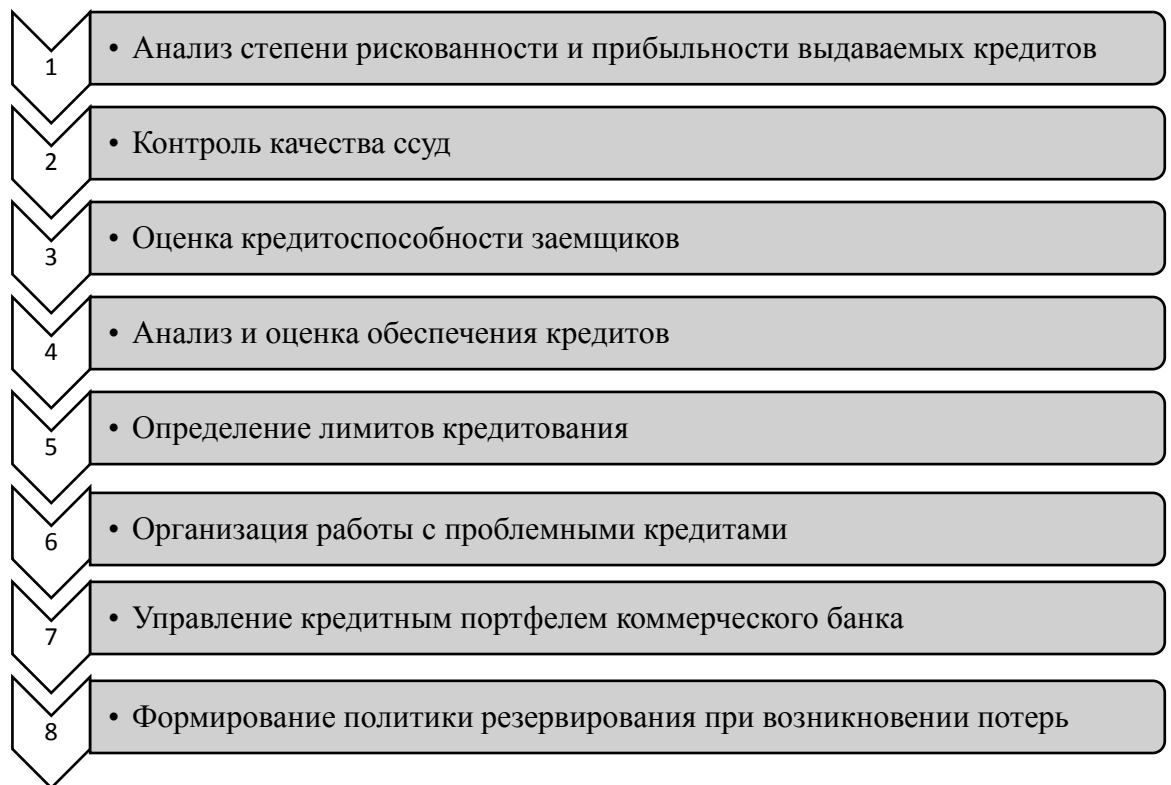 1
• Анализ степени рискованности и прибыльности выдаваемых кредитов
2
• Контроль качества ссуд
3
• Оценка кредитоспособности заемщиков
4
• Анализ и оценка обеспечения кредитов
5
• Определение лимитов кредитования
6
• Организация работы с проблемными кредитами
7
• Управление кредитным портфелем коммерческого банка
8
• Формирование политики резервирования при возникновении потерь